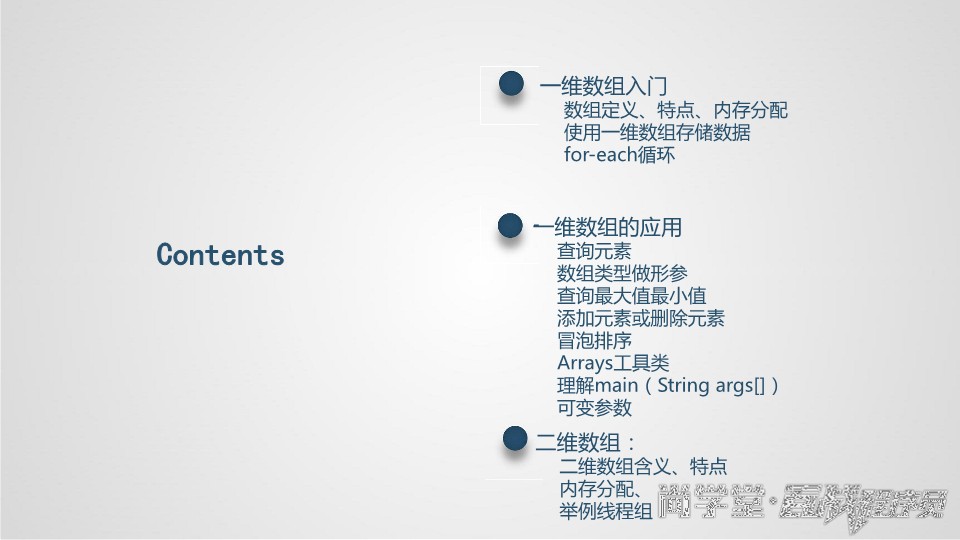 Contents
一维数组入门
数组定义、特点、内存分配
使用一维数组存储数据
for-each循环
一维数组的应用
查询元素
数组类型做形参
查询最大值最小值
添加元素或删除元素
冒泡排序
Arrays工具类
理解main（String args[]）
可变参数
二维数组：
二维数组含义、特点
内存分配、
举例线程组
尚学堂·